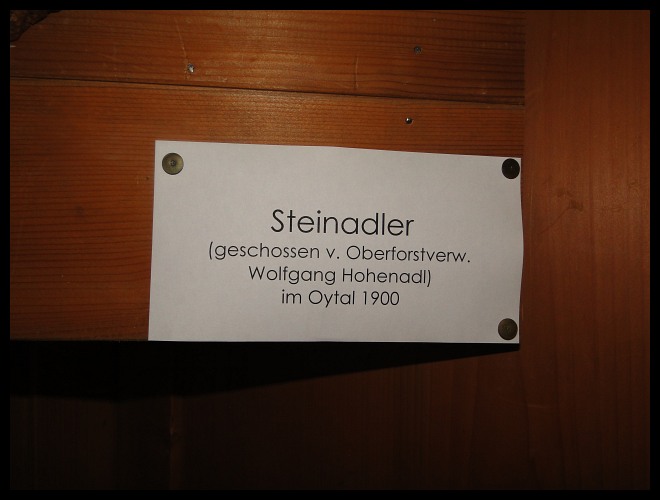 Steinadler
(geschossen v. Oberforstverw.
Wolfgang Hohenadl)
im Oytal 1900